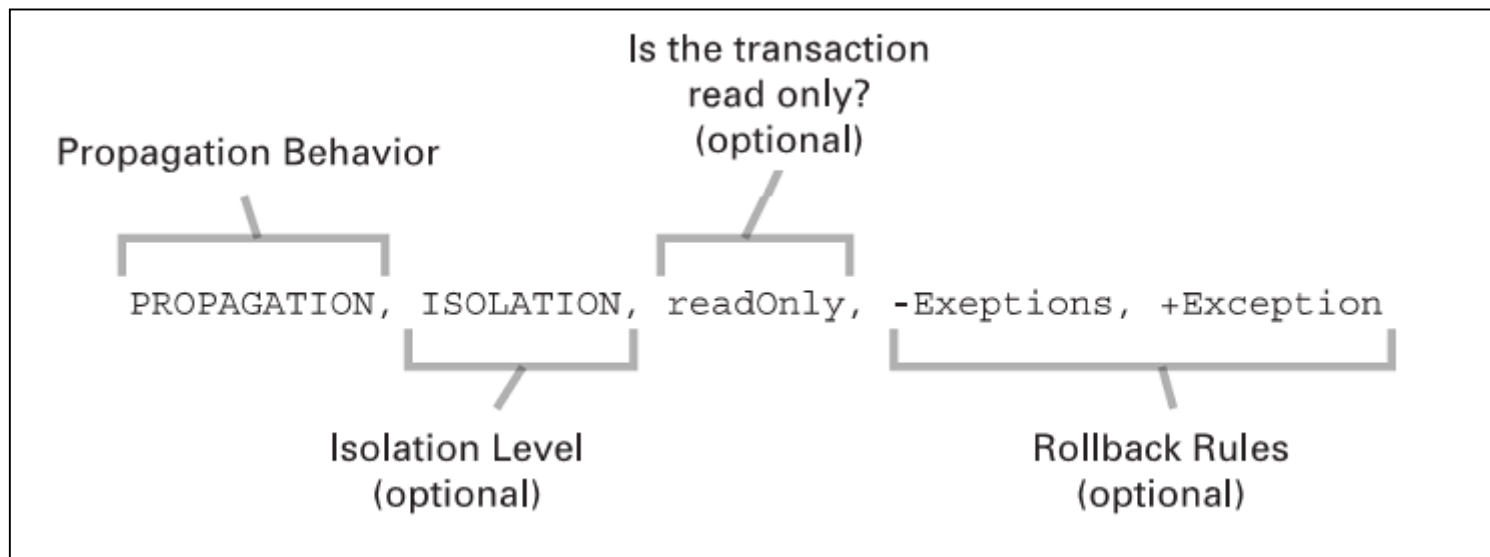 Is the transaction
read only?
(optional)
Propagation Behavior
PROPAGATION, ISOLATION, readOnly, -Exeptions, +Exception
Isolation Level
(optional)
Rollback Rules
(optional)